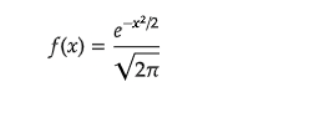 f(x) = e^{-x²/2} / √2π